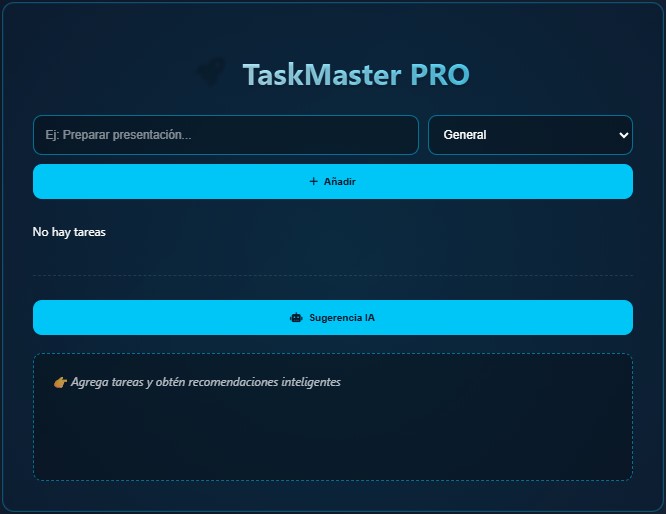 TaskMaster PRO
Ej: Preparar presentación...
General
+ Añadir
No hay tareas
Sugerencia IA
👉 Agrega tareas y obtén recomendaciones inteligentes